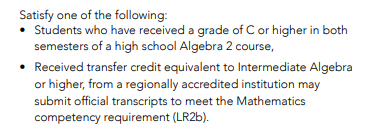 Satisfy one of the following:
• Students who have received a grade of C or higher in both
semesters of a high school Algebra 2 course,
• Received transfer credit equivalent to Intermediate Algebra
or higher, from a regionally accredited institution may
submit official transcripts to meet the Mathematics
competency requirement (LR2b).